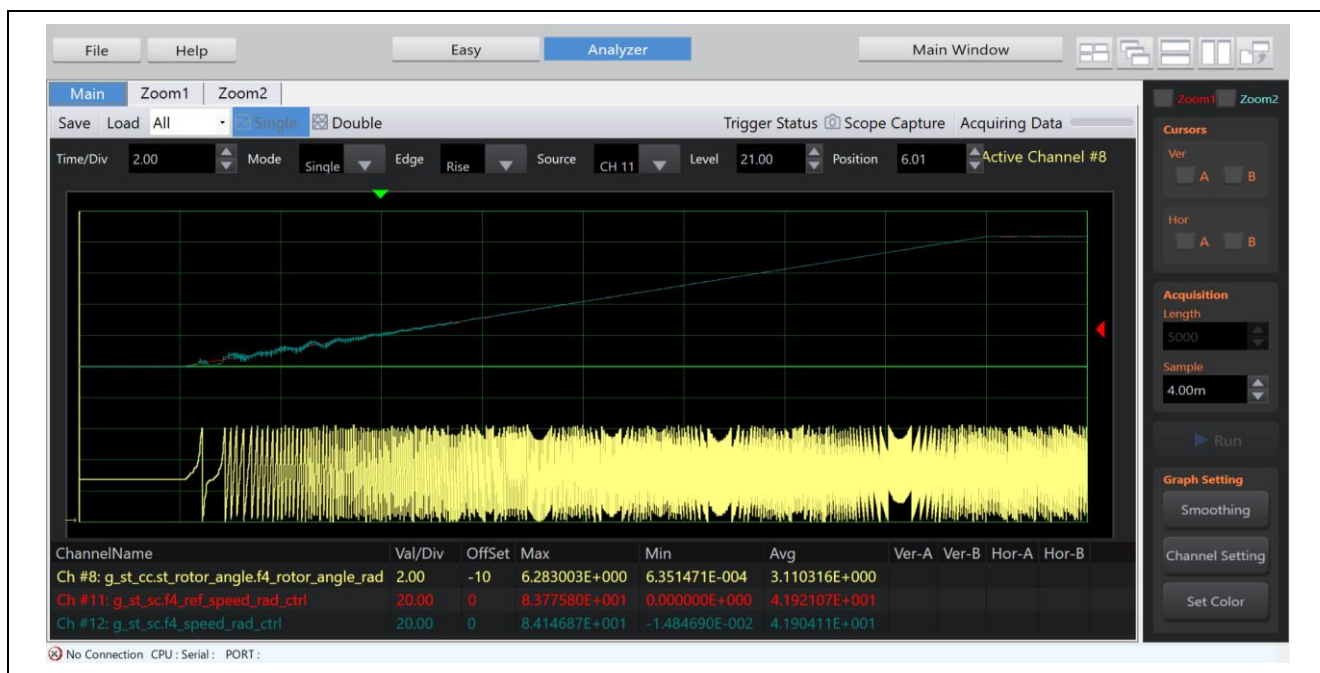 File Help Easy Analyzer Main Window
Main Zoom1 Zoom2
Zoom1 Zoom2
Save Load All Single Double Trigger Status Scope Capture Acquiring Data
Cursors
Time/Div 2.00 Mode Single Edge Rise Source CH 11 Level 21.00 Position 6.01 Active Channel #8
Ver
A B
Hor
A B
Acquisition
Length
5000
Sample
4.00m
Run
Graph Setting
Smoothing
Channel Setting
Set Color
ChannelName Val/Div OffSet Max Min Avg Ver-A Ver-B Hor-A Hor-B
Ch #8: g_st_cc.st_rotor_angle.f4_rotor_angle_rad 2.00 -10 6.283003E+000 6.351471E-004 3.110316E+000
Ch #11: g_st_sc.f4_ref_speed_rad_ctrl 20.00 0 8.377580E+001 0.000000E+000 4.192107E+001
Ch #12: g_st_sc.f4_speed_rad_ctrl 20.00 0 8.414687E+001 -1.484690E-002 4.190411E+001
No Connection CPU : Serial : PORT :